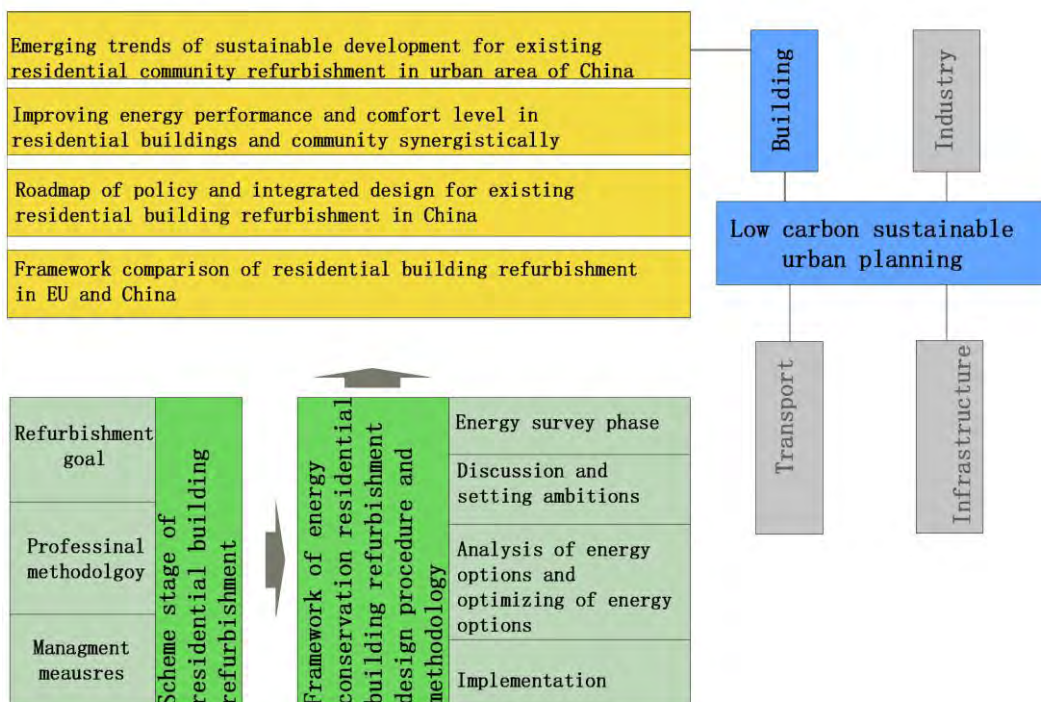 Emerging trends of sustainable development for existing
residential community refurbishment in urban area of China
Improving energy performance and comfort level in
residential buildings and community synergistically
Roadmap of policy and integrated design for existing
residential building refurbishment in China
Framework comparison of residential building refurbishment
in EU and China
Building
Industry
Low carbon sustainable
urban planning
Transport
Infrastructure
Refurbishment
goal
Professinal
methodolgoy
Managment
meausres
Scheme stage of
residential building
refurbishment
Framework of energy
conservation residential
building refurbishment
design procedure and
methodology
Energy survey phase
Discussion and
setting ambitions
Analysis of energy
options and
optimizing of energy
options
Implementation